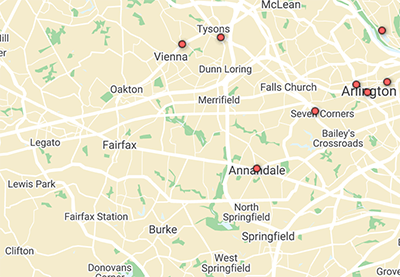 McLean
Tysons
Vienna
Dunn Loring
Oakton
Falls Church
Merrifield
Arlington
Seven Corners
Legato
Fairfax
Bailey's
Crossroads
Annandale
Lewis Park
Fairfax Station
North
Springfield
Burke
Springfield
Clifton
West
Springfield
Donovans
Corner